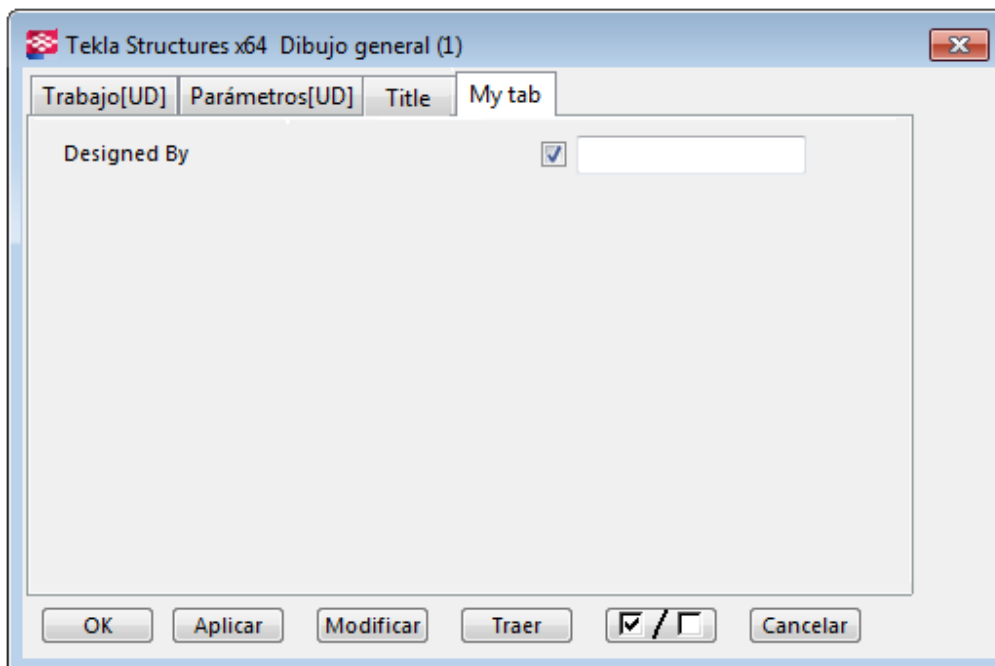 Tekla Structures x64 Dibujo general (1)
Trabajo[UD] Parámetros[UD] Title My tab
Designed By
OK Aplicar Modificar Traer / Cancelar